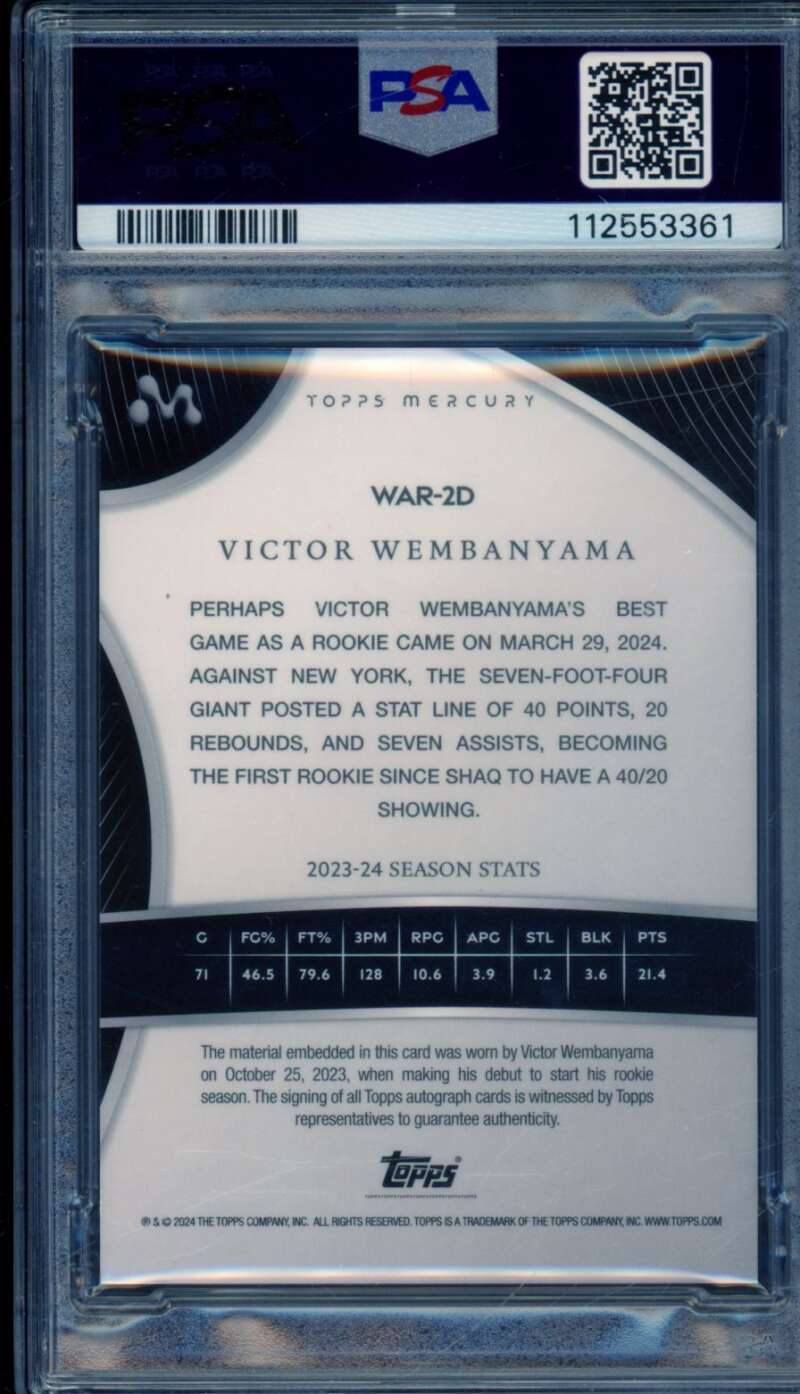 PSA PSA PSA
PSA
PSA PSA PSA
PSA
112553361
TOPPS MERCURY
WAR-2D
VICTOR WEMBANYAMA
PERHAPS VICTOR WEMBANYAMA'S BEST
GAME AS A ROOKIE CAME ON MARCH 29, 2024.
AGAINST NEW YORK, THE SEVEN-FOOT-FOUR
GIANT POSTED A STAT LINE OF 40 POINTS, 20
REBOUNDS, AND SEVEN ASSISTS, BECOMING
THE FIRST ROOKIE SINCE SHAQ TO HAVE A 40/20
SHOWING.
2023-24 SEASON STATS
G FG% FT% 3PM RPG APG STL BLK PTS
71 46.5 79.6 128 10.6 3.9 1.2 3.6 21.4
The material embedded in this card was worn by Victor Wembanyama
on October 25, 2023, when making his debut to start his rookie
season. The signing of all Topps autograph cards is witnessed by Topps
representatives to guarantee authenticity.
Topps®
® & © 2024 THE TOPPS COMPANY, INC. ALL RIGHTS RESERVED. TOPPS IS A TRADEMARK OF THE TOPPS COMPANY, INC. WWW.TOPPS.COM